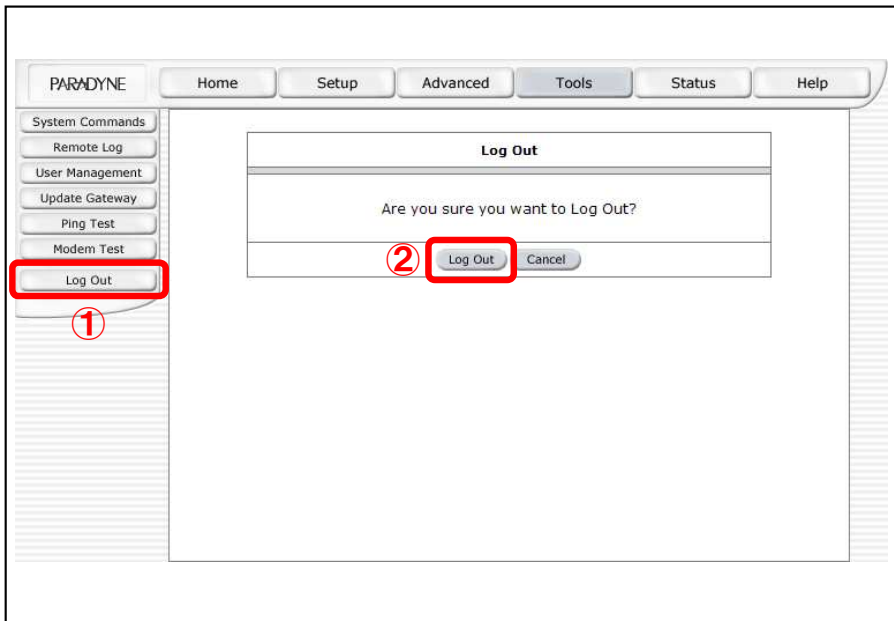 PARADYNE Home Setup Advanced Tools Status Help
System Commands
Remote Log
User Management
Update Gateway
Ping Test
Modem Test
Log Out
①
Log Out
Are you sure you want to Log Out?
② Log Out Cancel